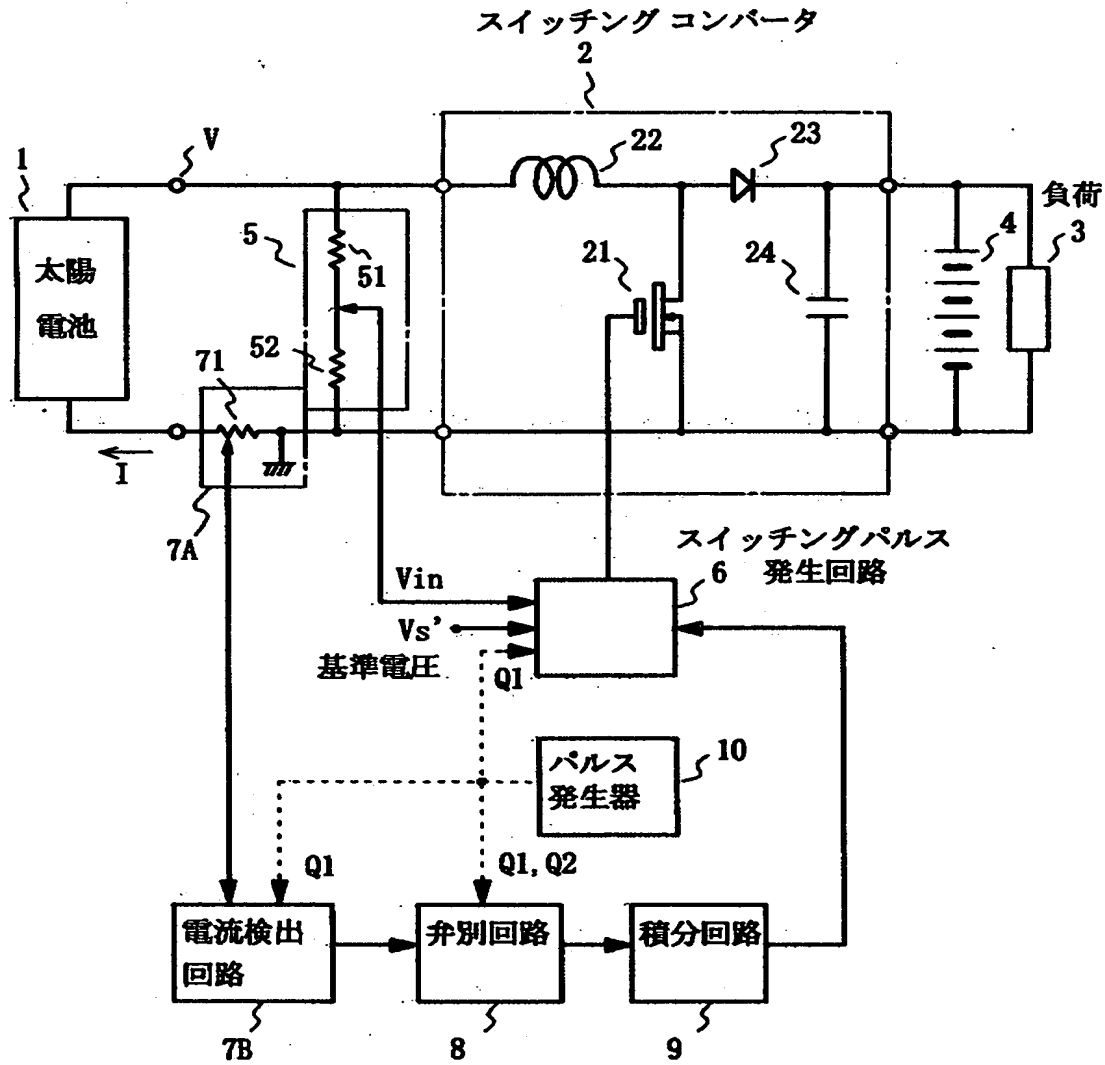 スイッチング コンバータ
2
V
1
22
23
負荷
3
4
5
太陽
電池
51
21
24
52
71
I
7A
スイッチングパルス
発生回路
6
Vin
Vs'
基準電圧
Q1
パルス
発生器
10
Q1
Q1, Q2
電流検出
回路
弁別回路
積分回路
7B
8
9